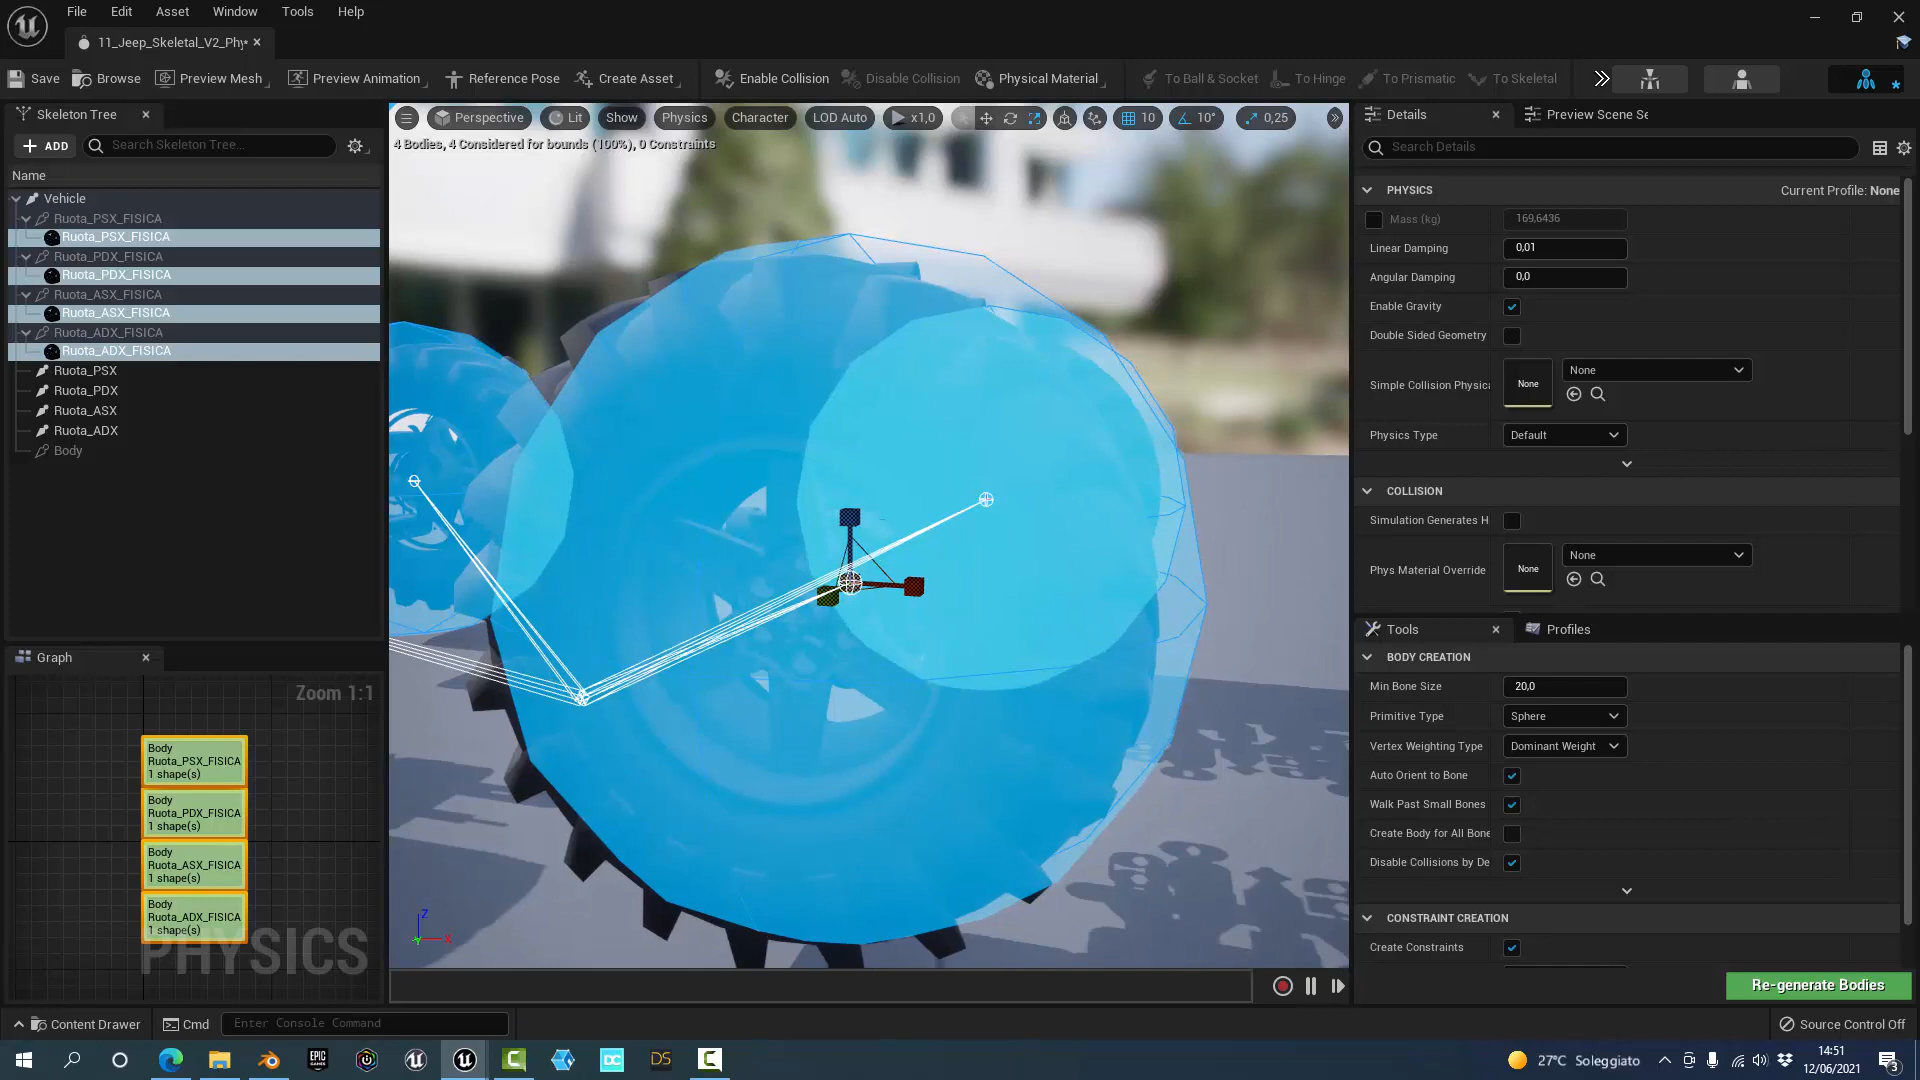 File Edit Asset Window Tools Help
11_Jeep_Skeletal_V2_Phy*
Save Browse Preview Mesh Preview Animation Reference Pose Create Asset Enable Collision Disable Collision Physical Material To Ball & Socket To Hinge To Prismatic To Skeletal
Skeleton Tree
ADD Search Skeleton Tree...
Name
Vehicle
Ruota_PSX_FISICA
Ruota_PSX_FISICA
Ruota_PDX_FISICA
Ruota_PDX_FISICA
Ruota_ASX_FISICA
Ruota_ASX_FISICA
Ruota_ADX_FISICA
Ruota_ADX_FISICA
Ruota_PSX
Ruota_PDX
Ruota_ASX
Ruota_ADX
Body
Graph
Zoom 1:1
Body
Ruota_PSX_FISICA
1 shape(s)
Body
Ruota_PDX_FISICA
1 shape(s)
Body
Ruota_ASX_FISICA
1 shape(s)
Body
Ruota_ADX_FISICA
1 shape(s)
PHYSICS
Perspective Lit Show Physics Character LOD Auto x1,0 10 10° 0,25
4 Bodies, 4 Considered for bounds (100%), 0 Constraints
Z
X
Y
Details Preview Scene Se
Search Details
PHYSICS Current Profile: None
Mass (kg) 169,6436
Linear Damping 0,01
Angular Damping 0,0
Enable Gravity
Double Sided Geometry
Simple Collision Physica None None
Physics Type Default
COLLISION
Simulation Generates H
Phys Material Override None None
Tools Profiles
BODY CREATION
Min Bone Size 20,0
Primitive Type Sphere
Vertex Weighting Type Dominant Weight
Auto Orient to Bone
Walk Past Small Bones
Create Body for All Bone
Disable Collisions by De
CONSTRAINT CREATION
Create Constraints
Re-generate Bodies
Content Drawer Cmd Enter Console Command Source Control Off
EPIC GAMES
DC
DS
27°C Soleggiato
14:51
12/06/2021
3